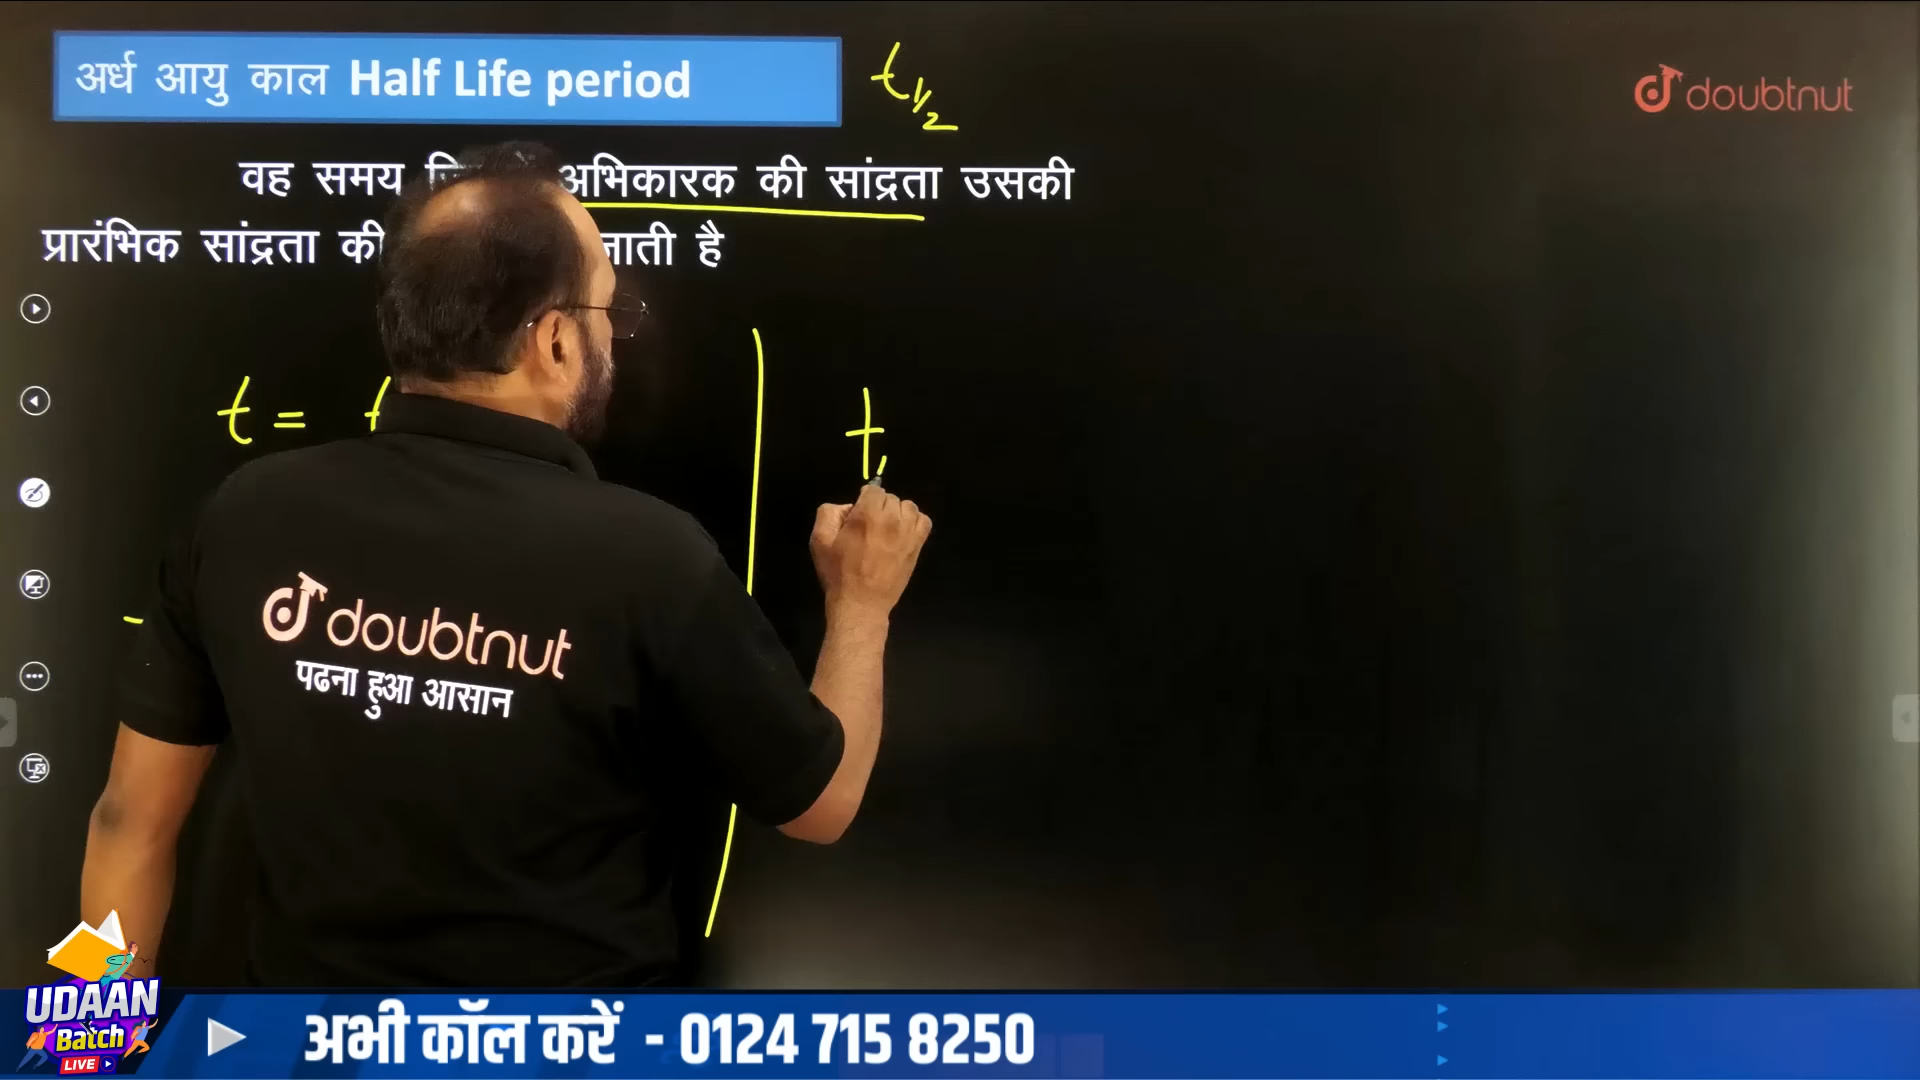 अर्ध आयु काल Half Life period
t1/2
doubtnut
वह समय अभिकारक की सांद्रता उसकी
प्रारंभिक सांद्रता की जाती है
t =
t
doubtnut
पढना हुआ आसान
UDAAN
Batch
LIVE
अभी कॉल करें - 0124 715 8250